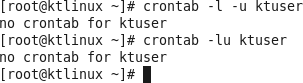 [root@ktlinux ~]# crontab -l -u ktuser
no crontab for ktuser
[root@ktlinux ~]# crontab -lu ktuser
no crontab for ktuser
[root@ktlinux ~]#